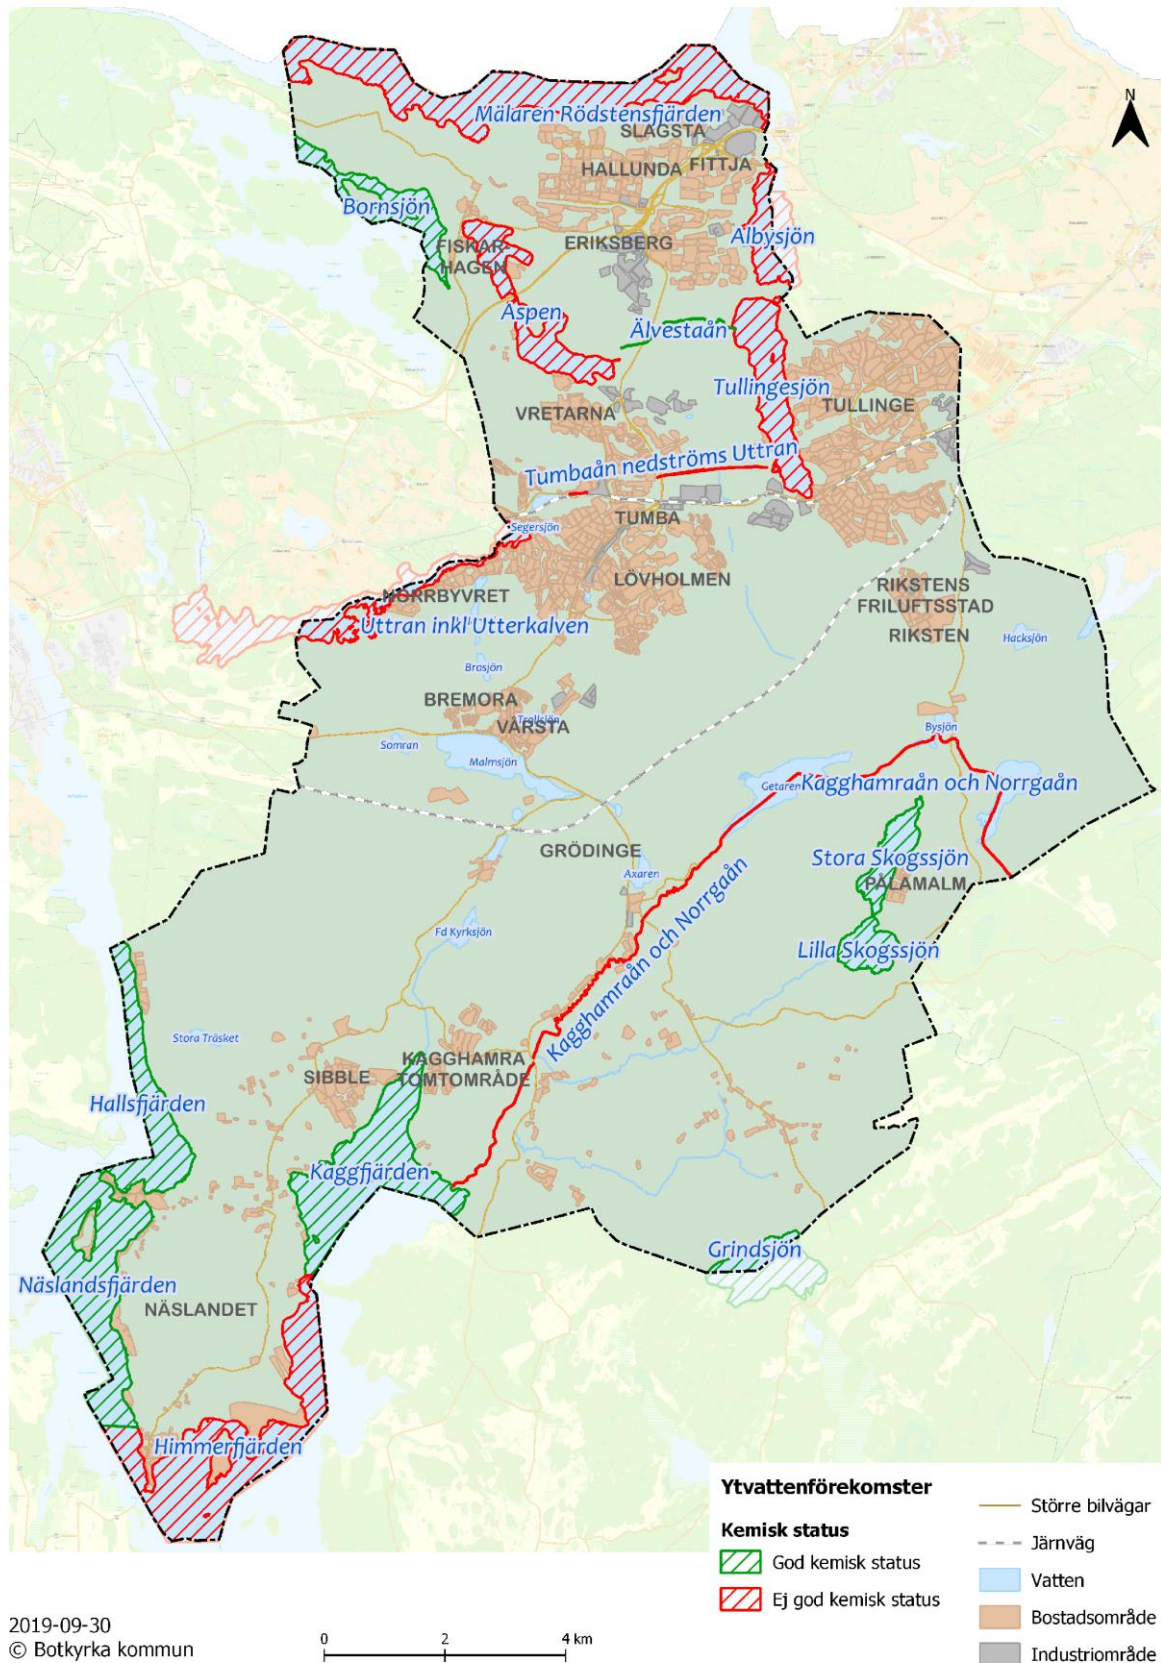 N
Mälaren Rödstensfjärden
SLAGSTA
HALLUNDA
FITTJA
Bornsjön
Albysjön
FISKAR-
HAGEN
ERIKSBERG
Aspen
Älvestaån
Tullingesjön
TULLINGE
VRETARNA
Tumbaån nedströms Uttran
Segersjön
TUMBA
LÖVHOLMEN
NORRBYVRET
Uttran inkl Utterkalven
RIKSTENS
FRILUFTSSTAD
RIKSTEN
Hacksjön
Brosjön
BREMORA
Trollsjön
VÅRSTA
Somran
Malmsjön
Bysjön
Getaren
Kagghamraån och Norrgaån
GRÖDINGE
Axaren
Stora Skogssjön
PÅLAMALM
Kagghamraån och Norrgaån
Fd Kyrksjön
Lilla Skogssjön
Stora Träsket
KAGGHAMRA
TOMTOMRÅDE
SIBBLE
Hallsfjärden
Kaggfjärden
Grindsjön
Näslandsfjärden
NÄSLANDET
Himmerfjärden
Ytvattenförekomster
Kemisk status
God kemisk status
Ej god kemisk status
Större bilvägar
Järnväg
Vatten
Bostadsområde
Industriområde
2019-09-30
© Botkyrka kommun
0 2 4 km